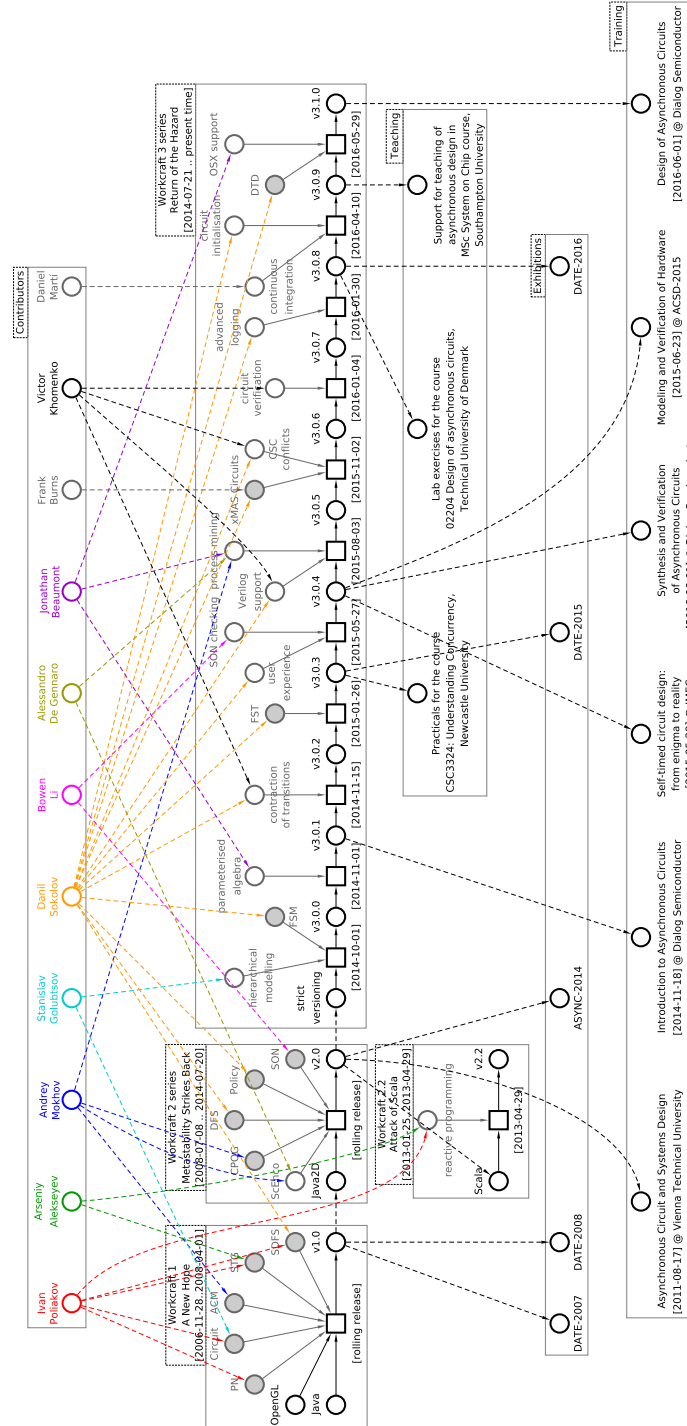 Contributors
Ivan
Poliakov
Arseniy
Alekseyev
Andrey
Mokhov
Stanislav
Golubtsov
Danil
Sokolov
Bowen
Li
Alessandro
De Gennaro
Jonathan
Beaumont
Frank
Burns
Victor
Khomenko
Daniel
Martí
Workcraft 1
A New Hope
[2006-11-28..2008-04-01]
PN
Circuit
ACM
STG
SDFS
OpenGL
Java
[rolling release]
v1.0
Workcraft 2 series
Metastability Strikes Back
[2008-07-08 .. 2014-07-20]
ScEnco
CPOG
DFS
Policy
SON
Java2D
[rolling release]
v2.0
Workcraft 2.2
Attack of Scala
[2013-01-25..2013-04-29]
reactive programming
Scala
[2013-04-29]
v2.2
Workcraft 3 series
Return of the Hazard
[2014-07-21 .. present time]
strict
versioning
hierarchical
modelling
FSM
[2014-10-01]
v3.0.0
parameterised
algebra
[2014-11-01]
v3.0.1
contraction
of transitions
[2014-11-15]
v3.0.2
FST
[2015-01-26]
v3.0.3
user
experience
SON checking
[2015-05-27]
v3.0.4
Verilog
support
process mining
[2015-08-03]
v3.0.5
xMAS Circuits
CSC
conflicts
[2015-11-02]
v3.0.6
circuit
verification
[2016-01-04]
v3.0.7
advanced
logging
[2016-01-30]
v3.0.8
continuous
integration
circuit
initialisation
[2016-04-10]
v3.0.9
DTD
OSX support
[2016-05-29]
v3.1.0
Teaching
Practicals for the course
CSC3324: Understanding Concurrency,
Newcastle University
Lab exercises for the course
02204 Design of asynchronous circuits,
Technical University of Denmark
Support for teaching of
asynchronous design in
MSc System on Chip course,
Southampton University
Exhibitions
DATE-2007
DATE-2008
ASYNC-2014
DATE-2015
DATE-2016
Training
Asynchronous Circuit and Systems Design
[2011-08-17] @ Vienna Technical University
Introduction to Asynchronous Circuits
[2014-11-18] @ Dialog Semiconductor
Self-timed circuit design:
from enigma to reality
Synthesis and Verification
of Asynchronous Circuits
Modeling and Verification of Hardware
[2015-06-23] @ ACSD-2015
Design of Asynchronous Circuits
[2016-06-01] @ Dialog Semiconductor